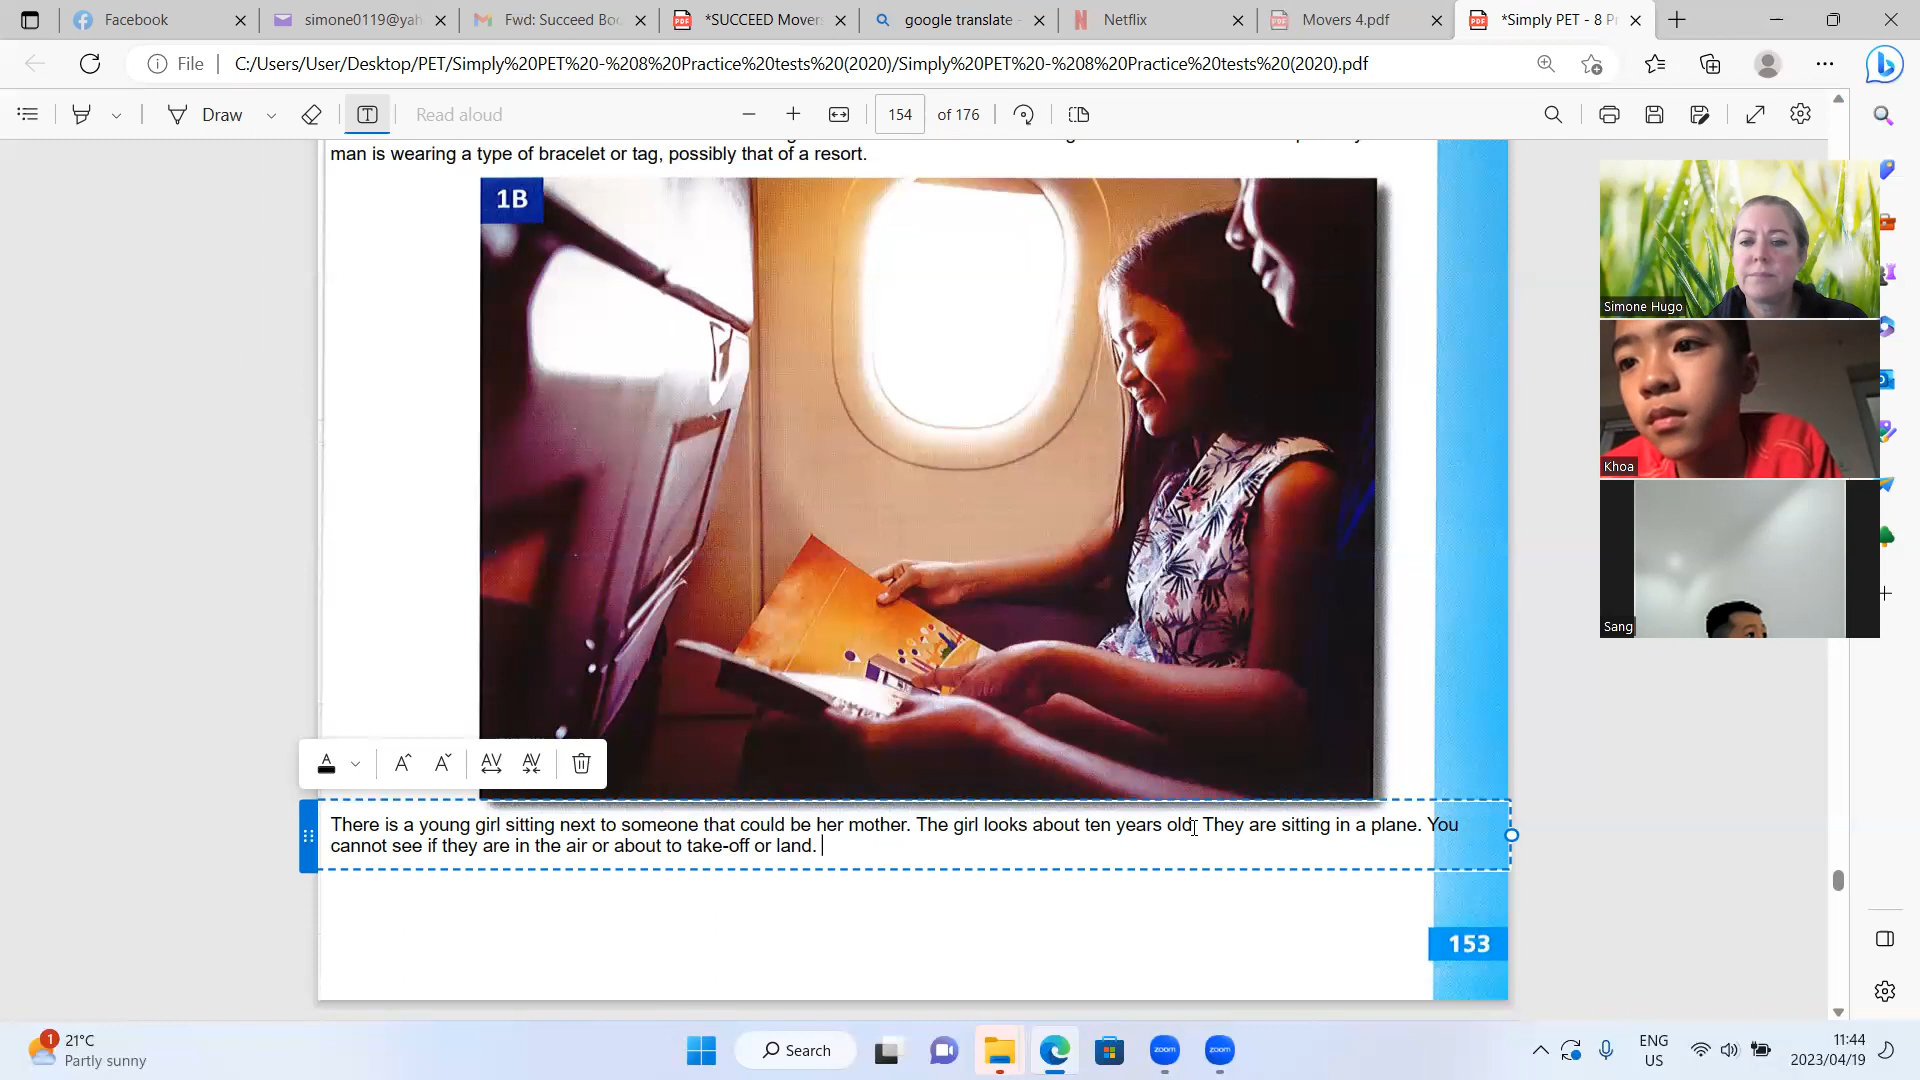 Facebook
simone0119@yah
Fwd: Succeed Boo
*SUCCEED Movers
google translate -
Netflix
Movers 4.pdf
*Simply PET - 8 Pr
File
C:/Users/User/Desktop/PET/Simply%20PET%20-%208%20Practice%20tests%20(2020)/Simply%20PET%20-%208%20Practice%20tests%20(2020).pdf
Draw
Read aloud
154 of 176
man is wearing a type of bracelet or tag, possibly that of a resort.
1B
Simone Hugo
Khoa
Sang
There is a young girl sitting next to someone that could be her mother. The girl looks about ten years old. They are sitting in a plane. You
cannot see if they are in the air or about to take-off or land.
153
1
21°C
Partly sunny
Search
zoom
zoom
ENG
US
11:44
2023/04/19